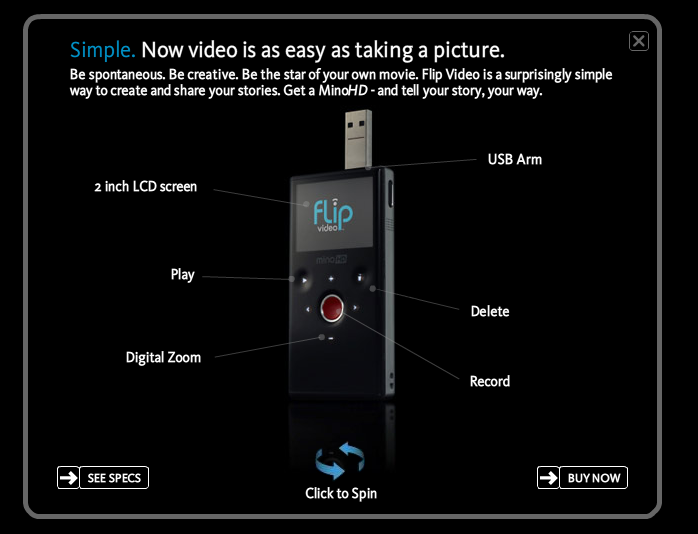 Simple. Now video is as easy as taking a picture.
Be spontaneous. Be creative. Be the star of your own movie. Flip Video is a surprisingly simple
way to create and share your stories. Get a MinoHD - and tell your story, your way.
USB Arm
2 inch LCD screen
flip
video
minoHD
Play
Delete
Digital Zoom
Record
SEE SPECS
BUY NOW
Click to Spin